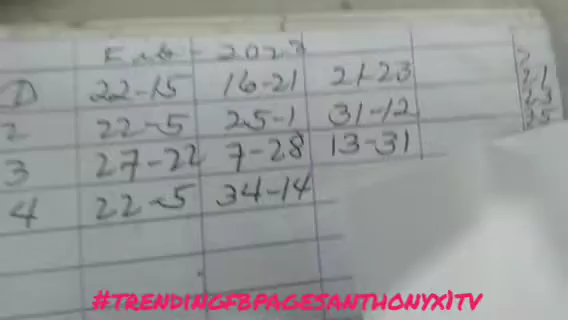 2023
1 22-15 16-21 21-23
2 22-5 25-1 31-12
3 27-22 7-28 13-31
4 22-5 34-14
#TRENDINGFBPAGESANTHONYX1TV